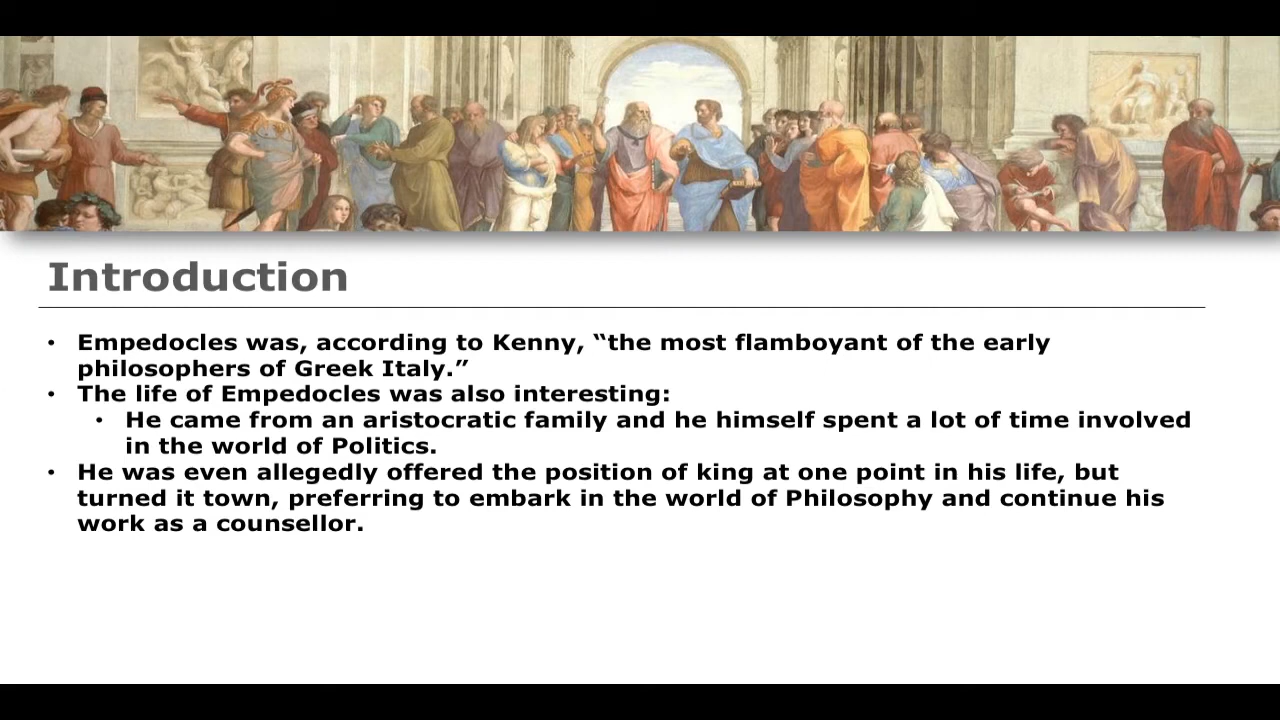 Introduction
• Empedocles was, according to Kenny, “the most flamboyant of the early
philosophers of Greek Italy.”
• The life of Empedocles was also interesting:
• He came from an aristocratic family and he himself spent a lot of time involved
in the world of Politics.
• He was even allegedly offered the position of king at one point in his life, but
turned it town, preferring to embark in the world of Philosophy and continue his
work as a counsellor.